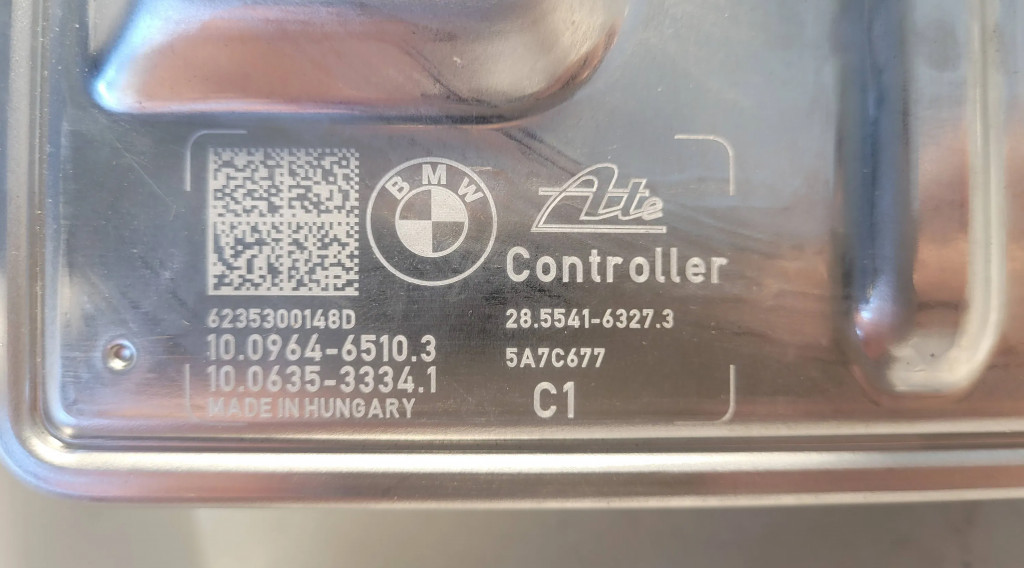 BMW
Ate
Controller
6235300148D
10.0964-6510.3
10.0635-3334.1
MADE IN HUNGARY
28.5541-6327.3
5A7C677
C1